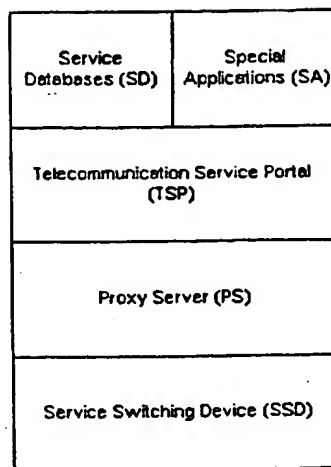 Service
Databases (SD)
Special
Applications (SA)
Telecommunication Service Portal
(TSP)
Proxy Server (PS)
Service Switching Device (SSD)